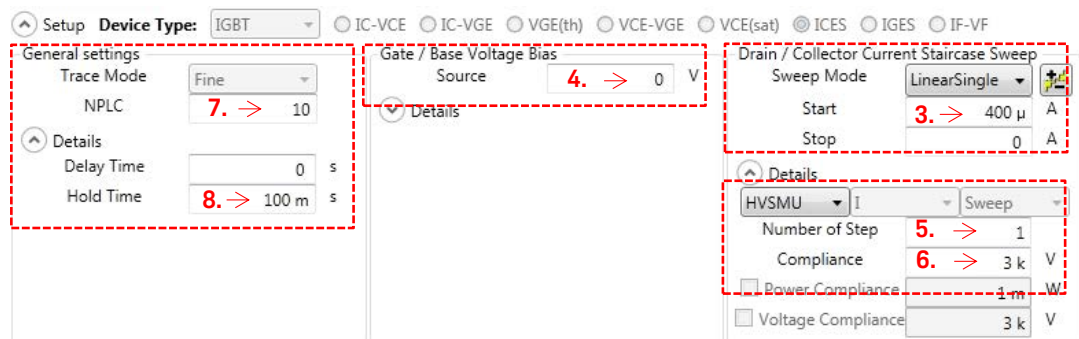 Setup Device Type: IGBT IC-VCE IC-VGE VGE(th) VCE-VGE VCE(sat) ICES IGES IF-VF
General settings
Trace Mode Fine
NPLC 7. → 10
Details
Delay Time 0 s
Hold Time 8. → 100 m s
Gate / Base Voltage Bias
Source 4. → 0 V
Details
Drain / Collector Current Staircase Sweep
Sweep Mode LinearSingle
Start 3. → 400 µ A
Stop 0 A
Details
HVSMU I Sweep
Number of Step 5. → 1
Compliance 6. → 3 k V
Power Compliance 1 m W
Voltage Compliance 3 k V